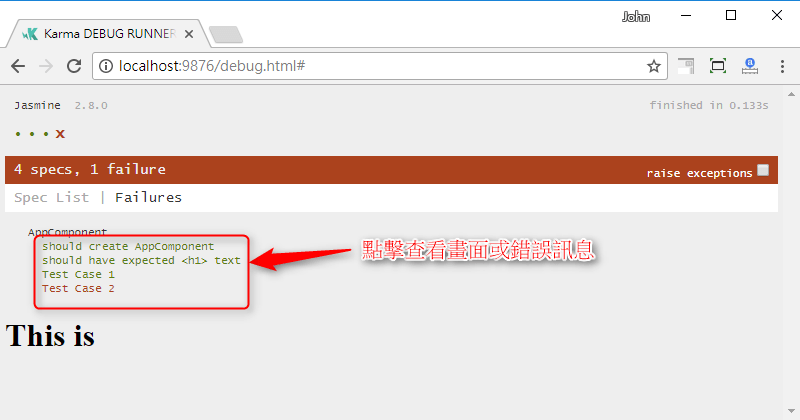 John
Karma DEBUG RUNNER
localhost:9876/debug.html#
Jasmine 2.8.0
finished in 0.133s
• • • x
4 specs, 1 failure
raise exceptions
Spec List | Failures
AppComponent
should create AppComponent
should have expected <h1> text
Test Case 1
Test Case 2
點擊查看畫面或錯誤訊息
This is